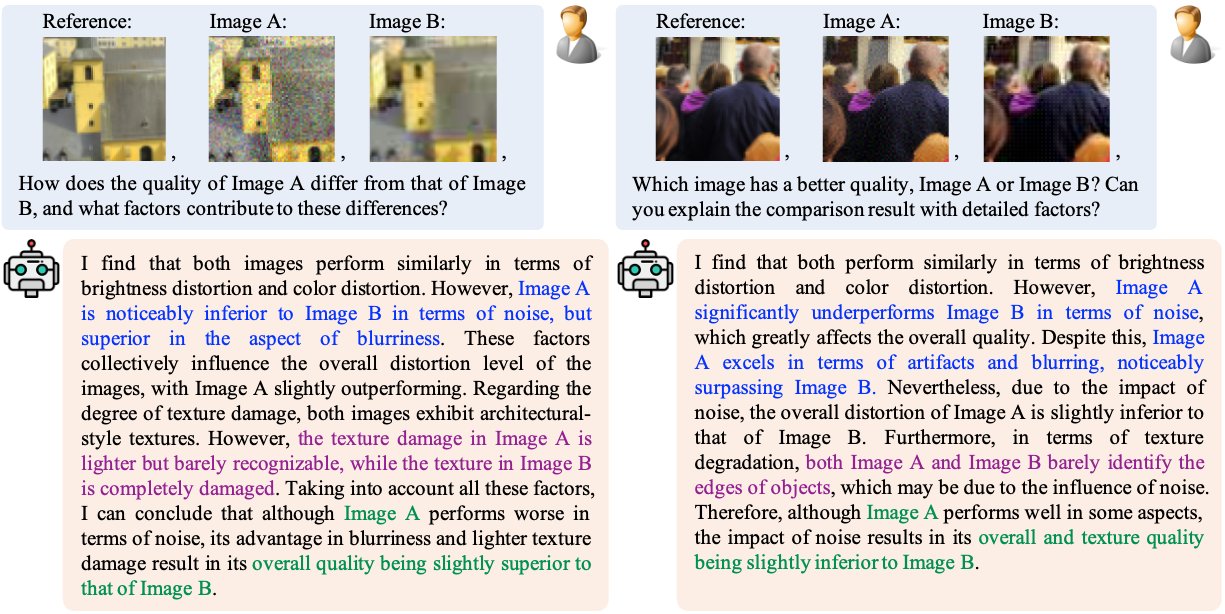 Reference:
Image A:
Image B:
,
,
,
How does the quality of Image A differ from that of Image
B, and what factors contribute to these differences?
I find that both images perform similarly in terms of
brightness distortion and color distortion. However, Image A
is noticeably inferior to Image B in terms of noise, but
superior in the aspect of blurriness. These factors
collectively influence the overall distortion level of the
images, with Image A slightly outperforming. Regarding the
degree of texture damage, both images exhibit architectural-
style textures. However, the texture damage in Image A is
lighter but barely recognizable, while the texture in Image B
is completely damaged. Taking into account all these factors,
I can conclude that although Image A performs worse in
terms of noise, its advantage in blurriness and lighter texture
damage result in its overall quality being slightly superior to
that of Image B.
Reference:
Image A:
Image B:
,
,
,
Which image has a better quality, Image A or Image B? Can
you explain the comparison result with detailed factors?
I find that both perform similarly in terms of brightness
distortion and color distortion. However, Image A
significantly underperforms Image B in terms of noise,
which greatly affects the overall quality. Despite this, Image
A excels in terms of artifacts and blurring, noticeably
surpassing Image B. Nevertheless, due to the impact of
noise, the overall distortion of Image A is slightly inferior to
that of Image B. Furthermore, in terms of texture
degradation, both Image A and Image B barely identify the
edges of objects, which may be due to the influence of noise.
Therefore, although Image A performs well in some aspects,
the impact of noise results in its overall and texture quality
being slightly inferior to Image B.